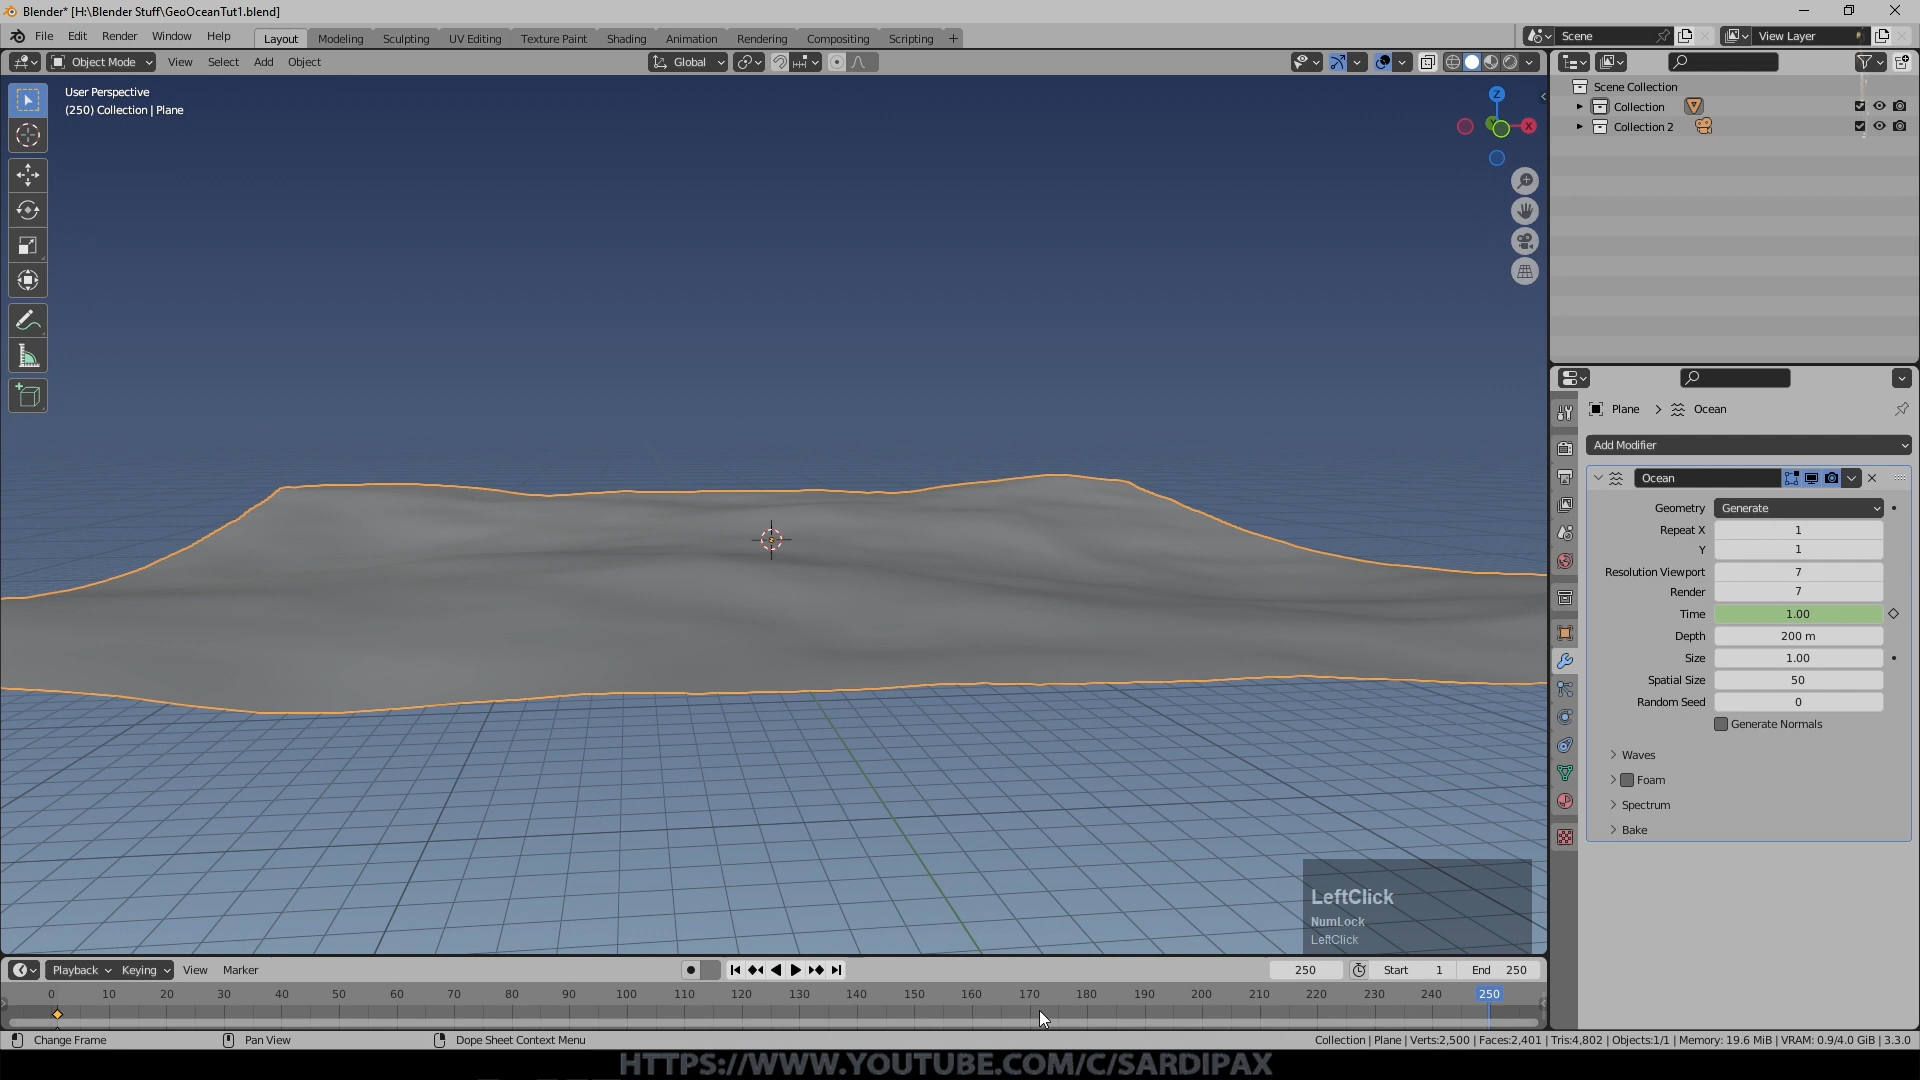 Blender* [H:\Blender Stuff\GeoOceanTut1.blend]
File Edit Render Window Help Layout Modeling Sculpting UV Editing Texture Paint Shading Animation Rendering Compositing Scripting + Scene View Layer
Object Mode View Select Add Object Global
User Perspective
(250) Collection | Plane
Z
Y
X
Scene Collection
Collection
Collection 2
Plane > Ocean
Add Modifier
Ocean
Geometry Generate
Repeat X 1
Y 1
Resolution Viewport 7
Render 7
Time 1.00
Depth 200 m
Size 1.00
Spatial Size 50
Random Seed 0
Generate Normals
Waves
Foam
Spectrum
Bake
LeftClick
NumLock
LeftClick
Playback Keying View Marker 250 Start 1 End 250
0 10 20 30 40 50 60 70 80 90 100 110 120 130 140 150 160 170 180 190 200 210 220 230 240 250
Change Frame Pan View Dope Sheet Context Menu Collection | Plane | Verts:2,500 | Faces:2,401 | Tris:4,802 | Objects:1/1 | Memory: 19.6 MiB | VRAM: 0.9/4.0 GiB | 3.3.0
HTTPS://WWW.YOUTUBE.COM/C/SARDIPAX